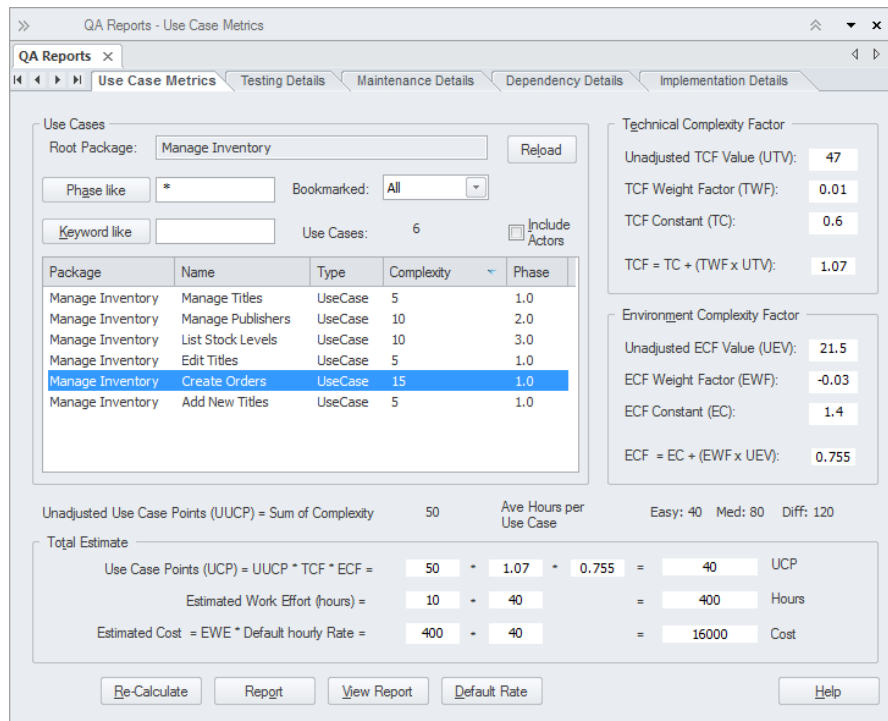 QA Reports - Use Case Metrics
QA Reports
Use Case Metrics Testing Details Maintenance Details Dependency Details Implementation Details
Use Cases
Root Package: Manage Inventory Reload
Phase like * Bookmarked: All
Keyword like Use Cases: 6 Include Actors
Package Name Type Complexity Phase
Manage Inventory Manage Titles UseCase 5 1.0
Manage Inventory Manage Publishers UseCase 10 2.0
Manage Inventory List Stock Levels UseCase 10 3.0
Manage Inventory Edit Titles UseCase 5 1.0
Manage Inventory Create Orders UseCase 15 1.0
Manage Inventory Add New Titles UseCase 5 1.0
Technical Complexity Factor
Unadjusted TCF Value (UTV): 47
TCF Weight Factor (TWF): 0.01
TCF Constant (TC): 0.6
TCF = TC + (TWF x UTV): 1.07
Environment Complexity Factor
Unadjusted ECF Value (UEV): 21.5
ECF Weight Factor (EWF): -0.03
ECF Constant (EC): 1.4
ECF = EC + (EWF x UEV): 0.755
Unadjusted Use Case Points (UUCP) = Sum of Complexity 50 Ave Hours per Use Case Easy: 40 Med: 80 Diff: 120
Total Estimate
Use Case Points (UCP) = UUCP * TCF * ECF = 50 * 1.07 * 0.755 = 40 UCP
Estimated Work Effort (hours) = 10 * 40 = 400 Hours
Estimated Cost = EWE * Default hourly Rate = 400 * 40 = 16000 Cost
Re-Calculate Report View Report Default Rate Help